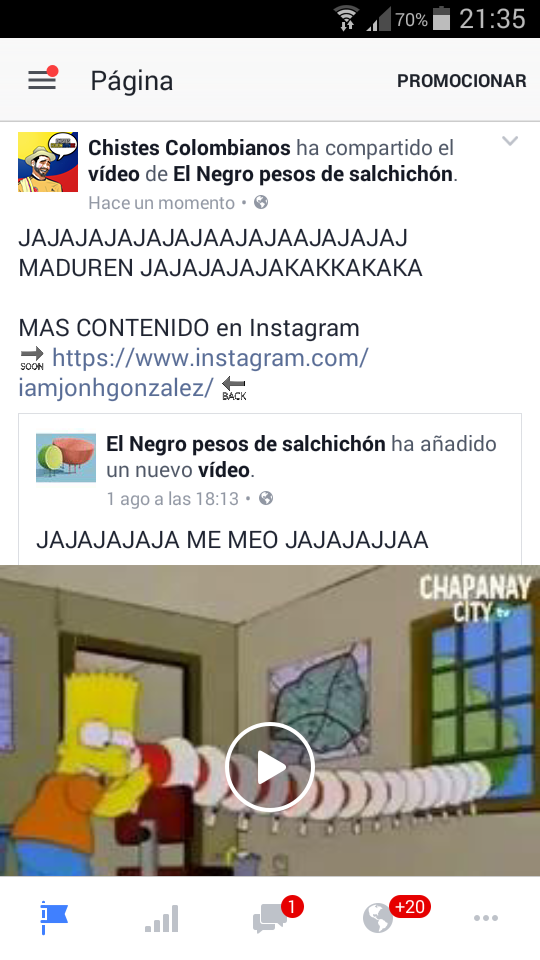 70% 21:35
Página PROMOCIONAR
Chistes Colombianos ha compartido el
vídeo de El Negro pesos de salchichón.
Hace un momento •
JAJAJAJAJAJAJAAJAJAAJAJAJAJ
MADUREN JAJAJAJAJAKAKKAKAKA
MAS CONTENIDO en Instagram
SOON https://www.instagram.com/
iamjonhgonzalez/ BACK
El Negro pesos de salchichón ha añadido
un nuevo vídeo.
1 ago a las 18:13 •
JAJAJAJAJA ME MEO JAJAJAJJAA
CHAPANAY
CITY tv
1 +20